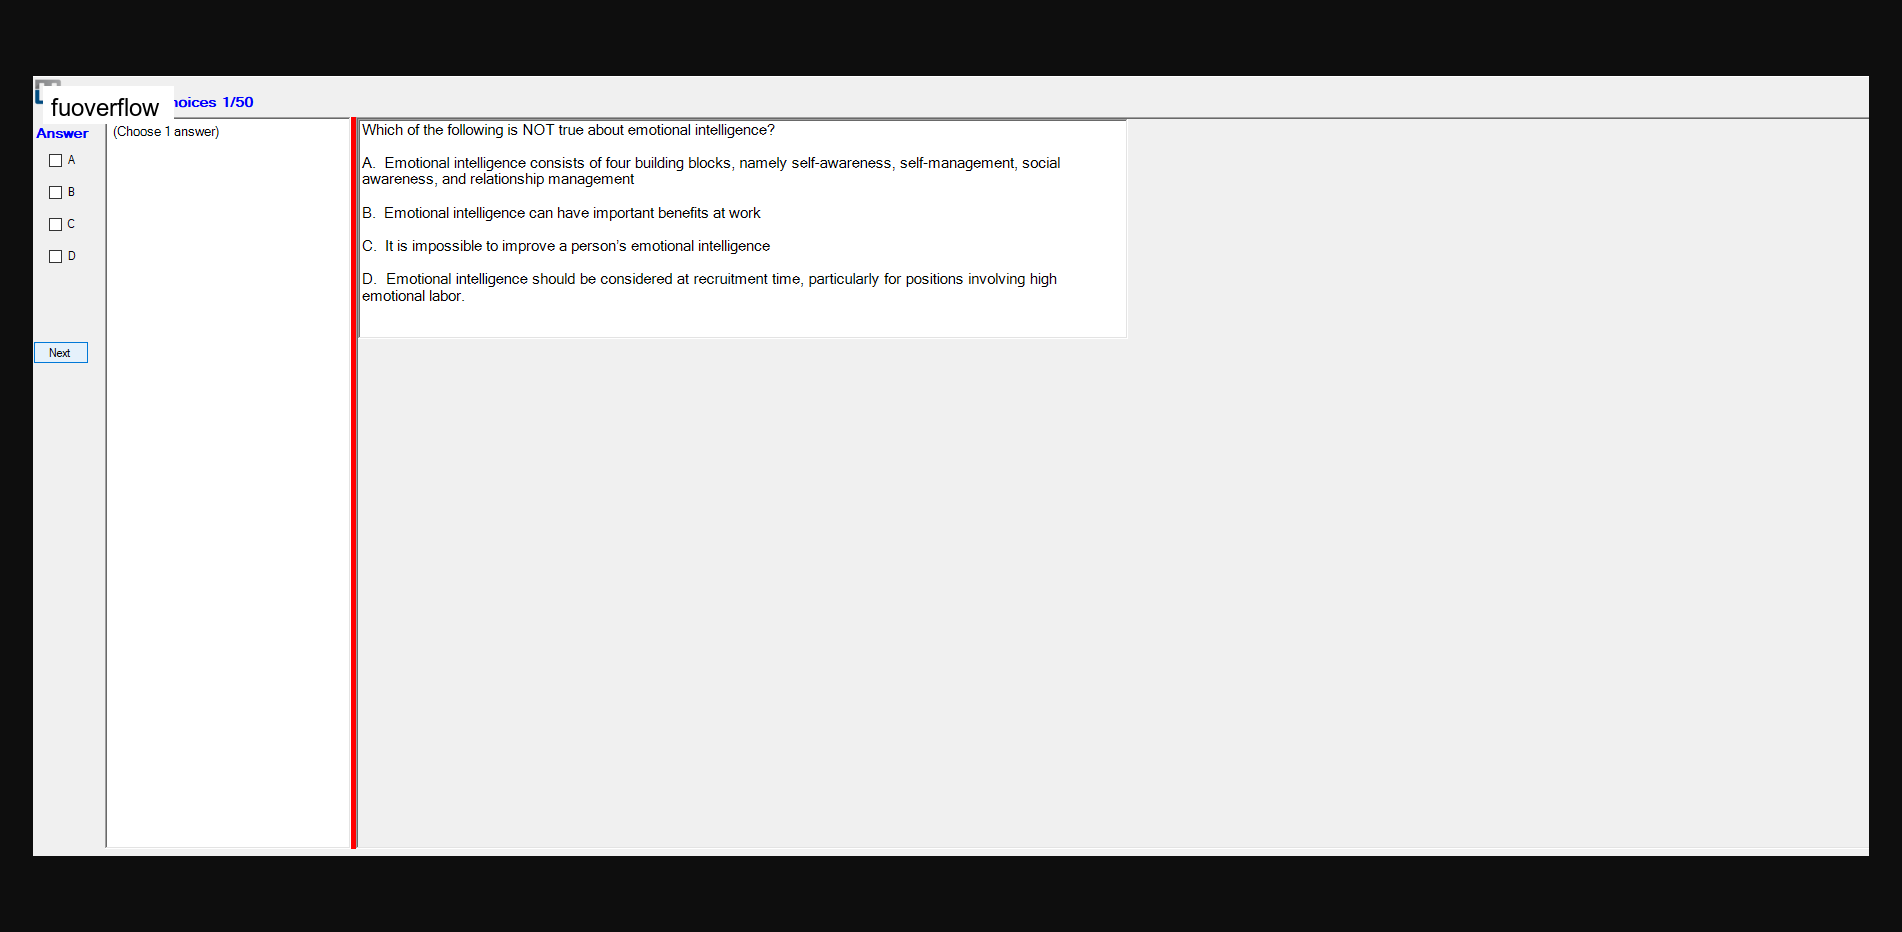 fuoverflow
hoices 1/50
Answer
(Choose 1 answer)
A
B
C
D
Next
Which of the following is NOT true about emotional intelligence?
A. Emotional intelligence consists of four building blocks, namely self-awareness, self-management, social
awareness, and relationship management
B. Emotional intelligence can have important benefits at work
C. It is impossible to improve a person’s emotional intelligence
D. Emotional intelligence should be considered at recruitment time, particularly for positions involving high
emotional labor.